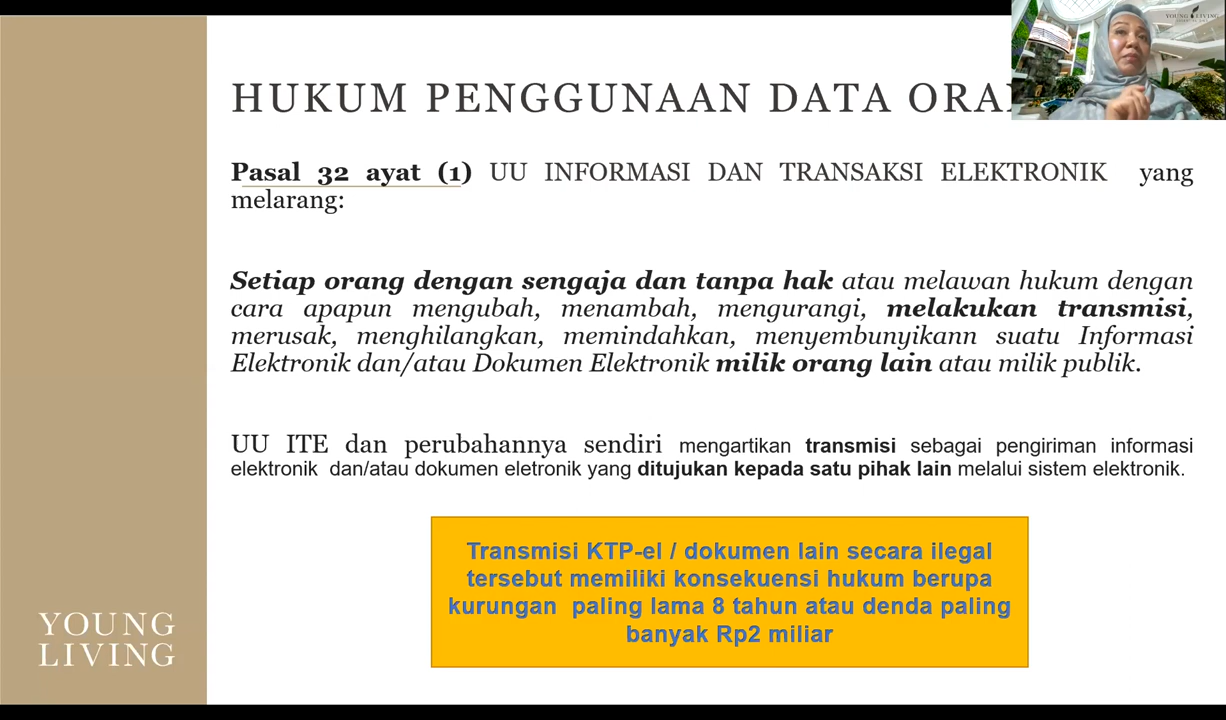 HUKUM PENGGUNAAN DATA
Pasal 32 ayat (1) UU INFORMASI DAN TRANSAKSI ELEKTRONIK yang
melarang:
Setiap orang dengan sengaja dan tanpa hak atau melawan hukum dengan
cara apapun mengubah, menambah, mengurangi, melakukan transmisi,
merusak, menghilangkan, memindahkan, menyembunyikann suatu Informasi
Elektronik dan/atau Dokumen Elektronik milik orang lain atau milik publik.
UU ITE dan perubahannya sendiri mengartikan transmisi sebagai pengiriman informasi
elektronik dan/atau dokumen eletronik yang ditujukan kepada satu pihak lain melalui sistem elektronik.
Transmisi KTP-el / dokumen lain secara ilegal
tersebut memiliki konsekuensi hukum berupa
kurungan paling lama 8 tahun atau denda paling
banyak Rp2 miliar
YOUNG
LIVING
YOUNG LIVING